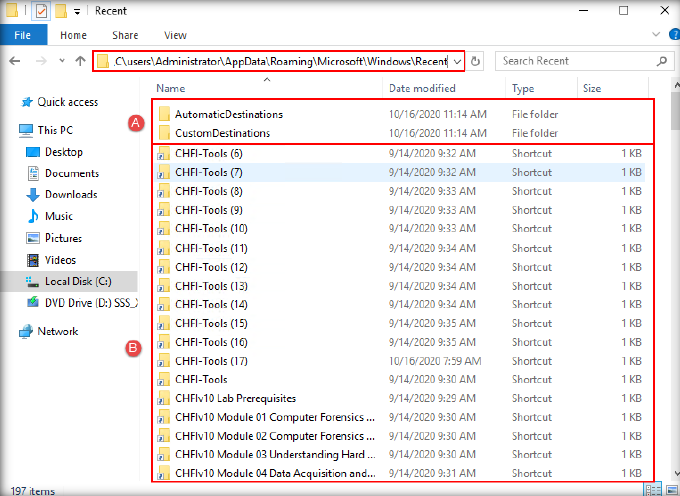 Recent
File Home Share View
C:\users\Administrator\AppData\Roaming\Microsoft\Windows\Recent
Search Recent
Name Date modified Type Size
Quick access
This PC
Desktop
Documents
Downloads
Music
Pictures
Videos
Local Disk (C:)
DVD Drive (D:) SSS_X
Network
A
B
AutomaticDestinations 10/16/2020 11:14 AM File folder
CustomDestinations 10/16/2020 11:14 AM File folder
CHFI-Tools (6) 9/14/2020 9:32 AM Shortcut 1 KB
CHFI-Tools (7) 9/14/2020 9:32 AM Shortcut 1 KB
CHFI-Tools (8) 9/14/2020 9:33 AM Shortcut 1 KB
CHFI-Tools (9) 9/14/2020 9:33 AM Shortcut 1 KB
CHFI-Tools (10) 9/14/2020 9:33 AM Shortcut 1 KB
CHFI-Tools (11) 9/14/2020 9:34 AM Shortcut 1 KB
CHFI-Tools (12) 9/14/2020 9:34 AM Shortcut 1 KB
CHFI-Tools (13) 9/14/2020 9:34 AM Shortcut 1 KB
CHFI-Tools (14) 9/14/2020 9:34 AM Shortcut 1 KB
CHFI-Tools (15) 9/14/2020 9:35 AM Shortcut 1 KB
CHFI-Tools (16) 9/14/2020 9:35 AM Shortcut 1 KB
CHFI-Tools (17) 10/16/2020 7:59 AM Shortcut 1 KB
CHFI-Tools 9/14/2020 9:30 AM Shortcut 1 KB
CHFIv10 Lab Prerequisites 9/14/2020 9:29 AM Shortcut 1 KB
CHFIv10 Module 01 Computer Forensics ... 9/14/2020 9:30 AM Shortcut 1 KB
CHFIv10 Module 02 Computer Forensics ... 9/14/2020 9:30 AM Shortcut 1 KB
CHFIv10 Module 03 Understanding Hard ... 9/14/2020 9:30 AM Shortcut 1 KB
CHFIv10 Module 04 Data Acquisition and... 9/14/2020 9:31 AM Shortcut 1 KB
197 items